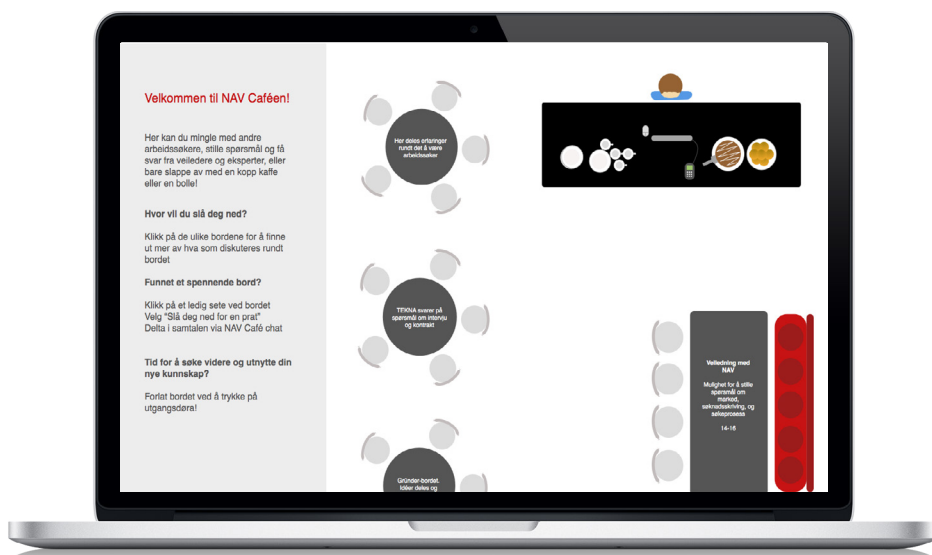 Velkommen til NAV Caféen!
Her kan du mingle med andre
arbeidssøkere, stille spørsmål og få
svar fra veiledere og eksperter, eller
bare slappe av med en kopp kaffe
eller en bolle!
Hvor vil du slå deg ned?
Klikk på de ulike bordene for å finne
ut mer av hva som diskuteres rundt
bordet
Funnet et spennende bord?
Klikk på et ledig sete ved bordet
Velg "Slå deg ned for en prat"
Delta i samtalen via NAV Café chat
Tid for å søke videre og utnytte din
nye kunnskap?
Forlat bordet ved å trykke på
utgangsdøra!
Her deles erfaringer
rundt det å være
arbeidssøker
TEKNA svarer på
spørsmål om intervju
og kontrakt
Gründer-bordet.
Idéer deles og
Veiledning med
NAV
Mulighet for å stille
spørsmål om
marked,
søknadsskriving, og
søkeprosess
14-16